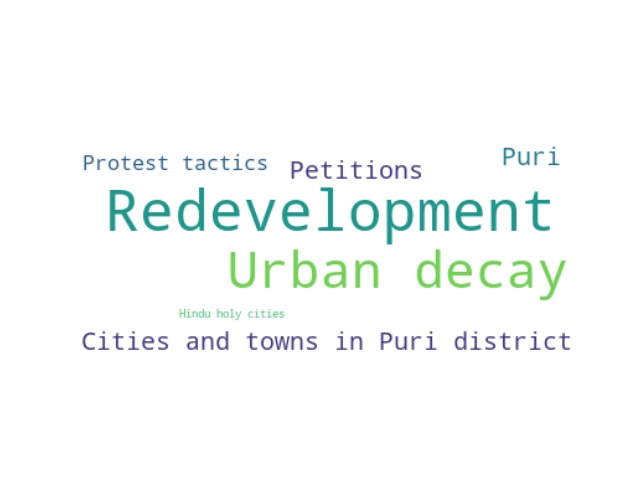 Puri
Protest tactics
Petitions
Redevelopment
Urban decay
Hindu holy cities
Cities and towns in Puri district